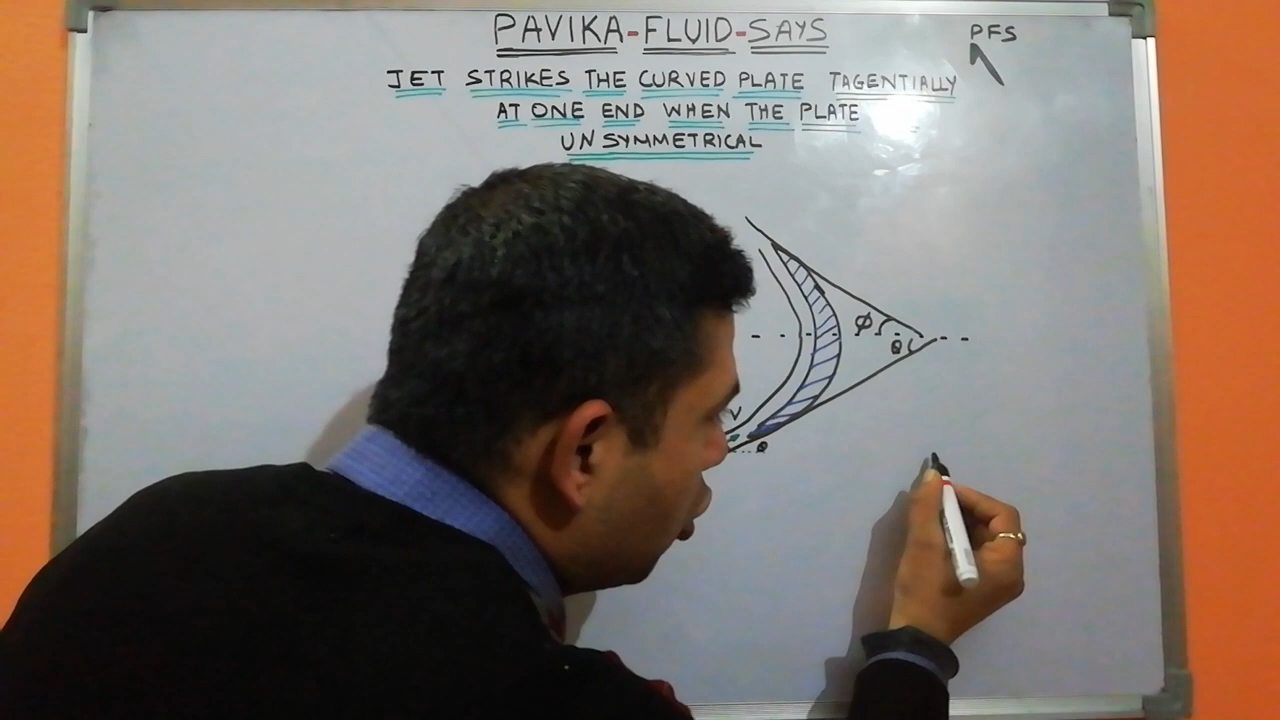 PAVIKA-FLUID-SAYS
PFS
JET STRIKES THE CURVED PLATE TAGENTIALLY
AT ONE END WHEN THE PLATE
UNSYMMETRICAL
Φ
θ
V
θ